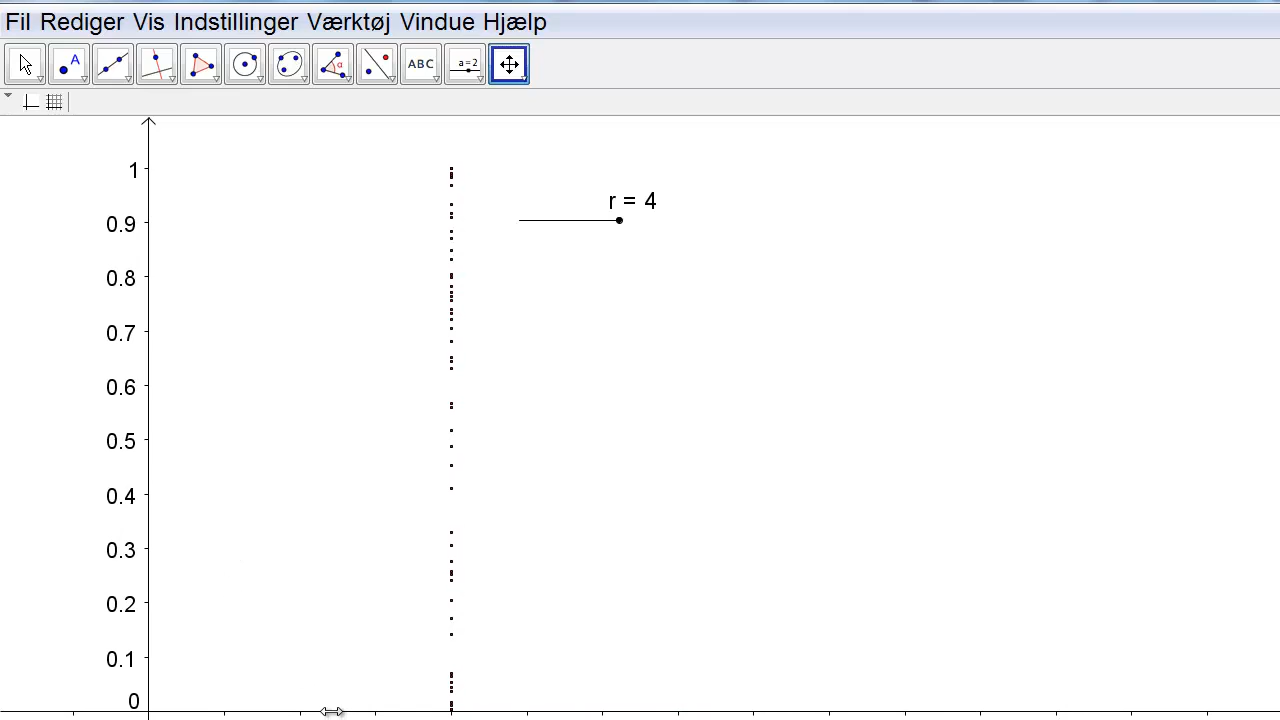 Fil Rediger Vis Indstillinger Værktøj Vindue Hjælp
A
α
ABC
a=2
1
r = 4
0.9
0.8
0.7
0.6
0.5
0.4
0.3
0.2
0.1
0